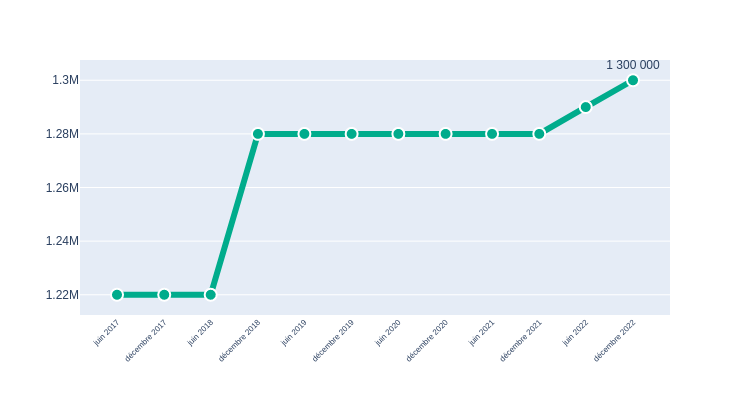 1 300 000
1.3M
1.28M
1.26M
1.24M
1.22M
juin 2017
décembre 2017
juin 2018
décembre 2018
juin 2019
décembre 2019
juin 2020
décembre 2020
juin 2021
décembre 2021
juin 2022
décembre 2022